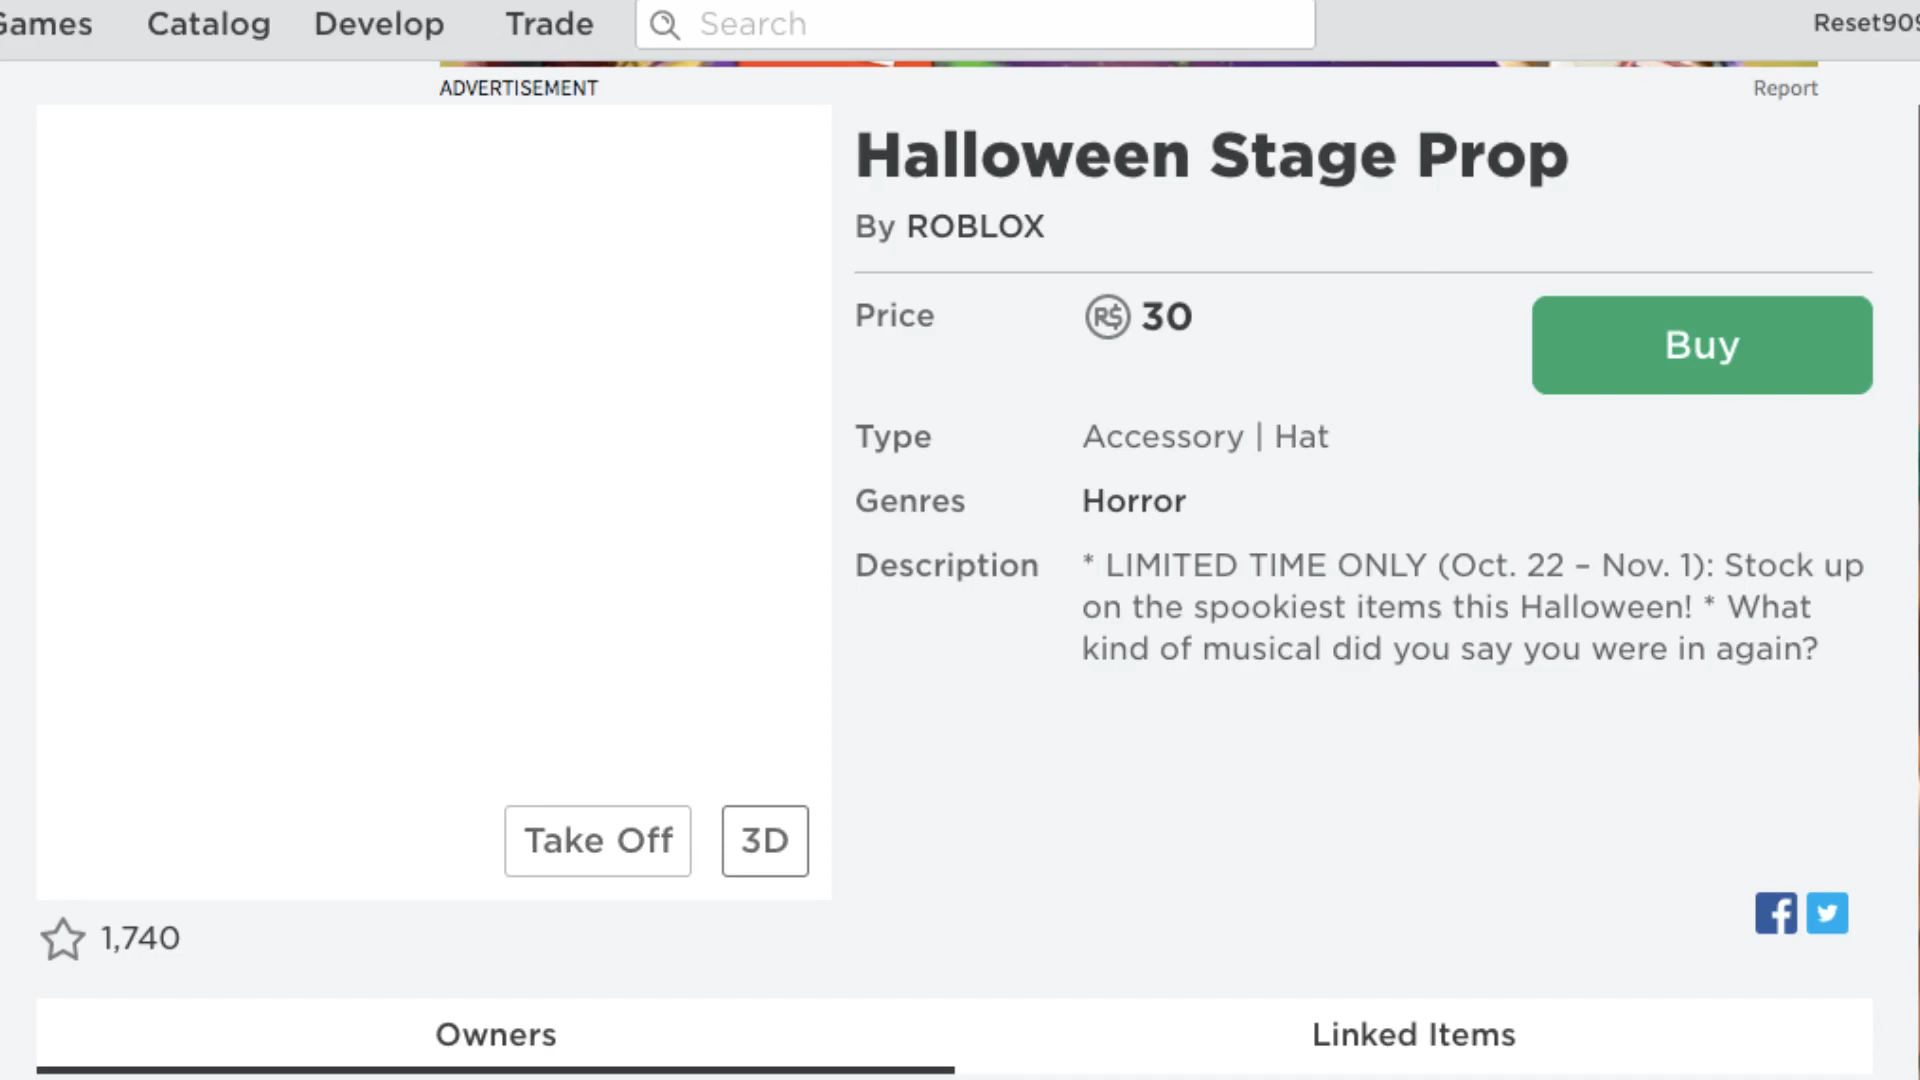 Games Catalog Develop Trade Search Reset909
ADVERTISEMENT Report
Halloween Stage Prop
By ROBLOX
Price R$ 30 Buy
Type Accessory | Hat
Genres Horror
Description * LIMITED TIME ONLY (Oct. 22 – Nov. 1): Stock up
on the spookiest items this Halloween! * What
kind of musical did you say you were in again?
Take Off 3D
1,740
Owners Linked Items